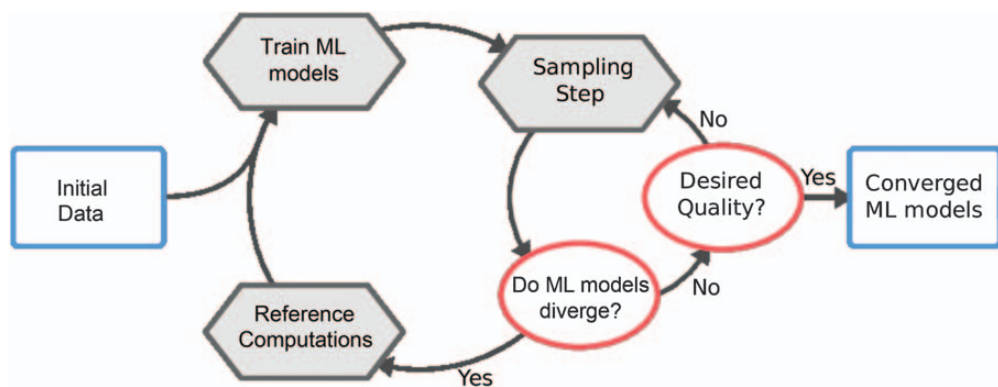 Train ML
models
Sampling
Step
No
Initial
Data
Desired
Quality?
Yes
Converged
ML models
Do ML models
diverge?
No
Reference
Computations
Yes